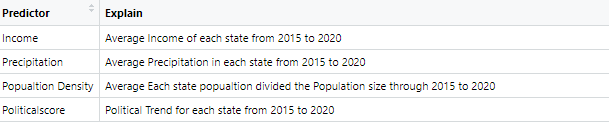 Predictor Explain
Income Average Income of each state from 2015 to 2020
Precipitation Average Precipitation in each state from 2015 to 2020
Popualtion Density Average Each state popualtion divided the Population size through 2015 to 2020
Politicalscore Political Trend for each state from 2015 to 2020